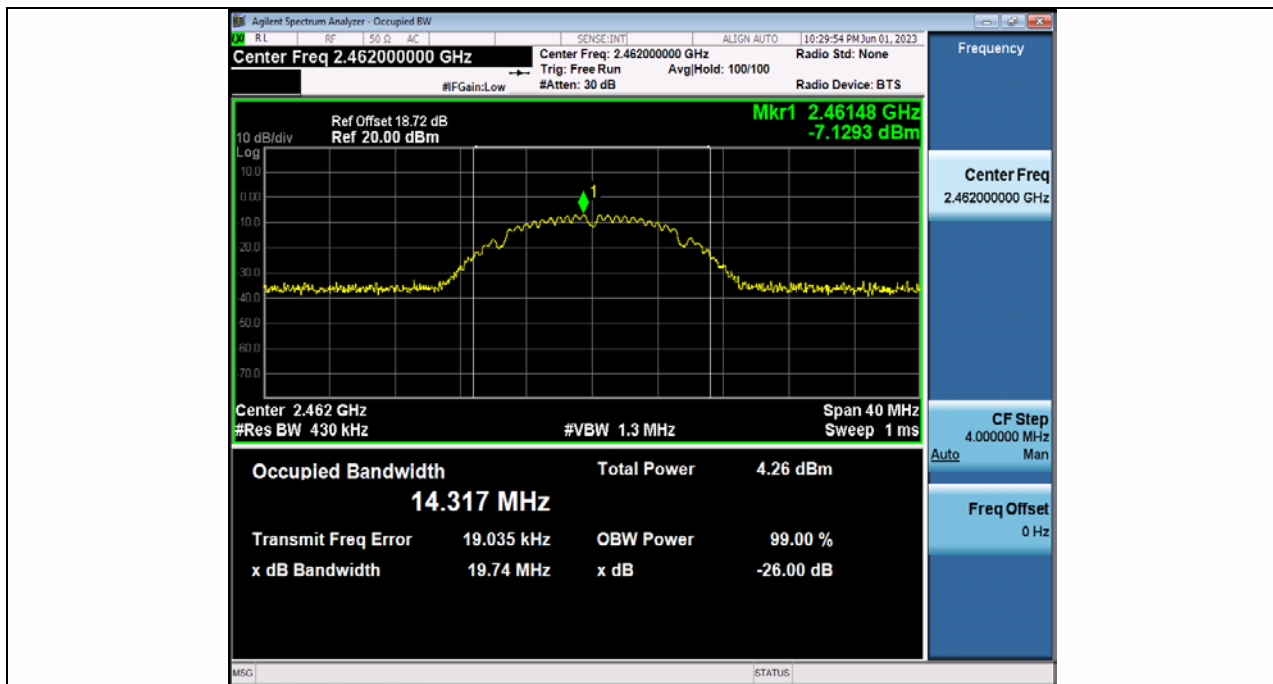 Agilent Spectrum Analyzer - Occupied BW
RL RF 50 Ω AC SENSE:INT ALIGN AUTO 10:29:54 PM Jun 01, 2023
Center Freq 2.462000000 GHz
Center Freq: 2.462000000 GHz Radio Std: None
Trig: Free Run Avg|Hold: 100/100
#IFGain:Low #Atten: 30 dB Radio Device: BTS
Frequency
Mkr1 2.46148 GHz
-7.1293 dBm
Ref Offset 18.72 dB
10 dB/div Ref 20.00 dBm
Log
10.0
0.00
-10.0
-20.0
-30.0
-40.0
-50.0
-60.0
-70.0
1
Center 2.462 GHz Span 40 MHz
#Res BW 430 kHz #VBW 1.3 MHz Sweep 1 ms
Center Freq
2.462000000 GHz
CF Step
4.000000 MHz
Auto Man
Freq Offset
0 Hz
Occupied Bandwidth Total Power 4.26 dBm
14.317 MHz
Transmit Freq Error 19.035 kHz OBW Power 99.00 %
x dB Bandwidth 19.74 MHz x dB -26.00 dB
MSG STATUS